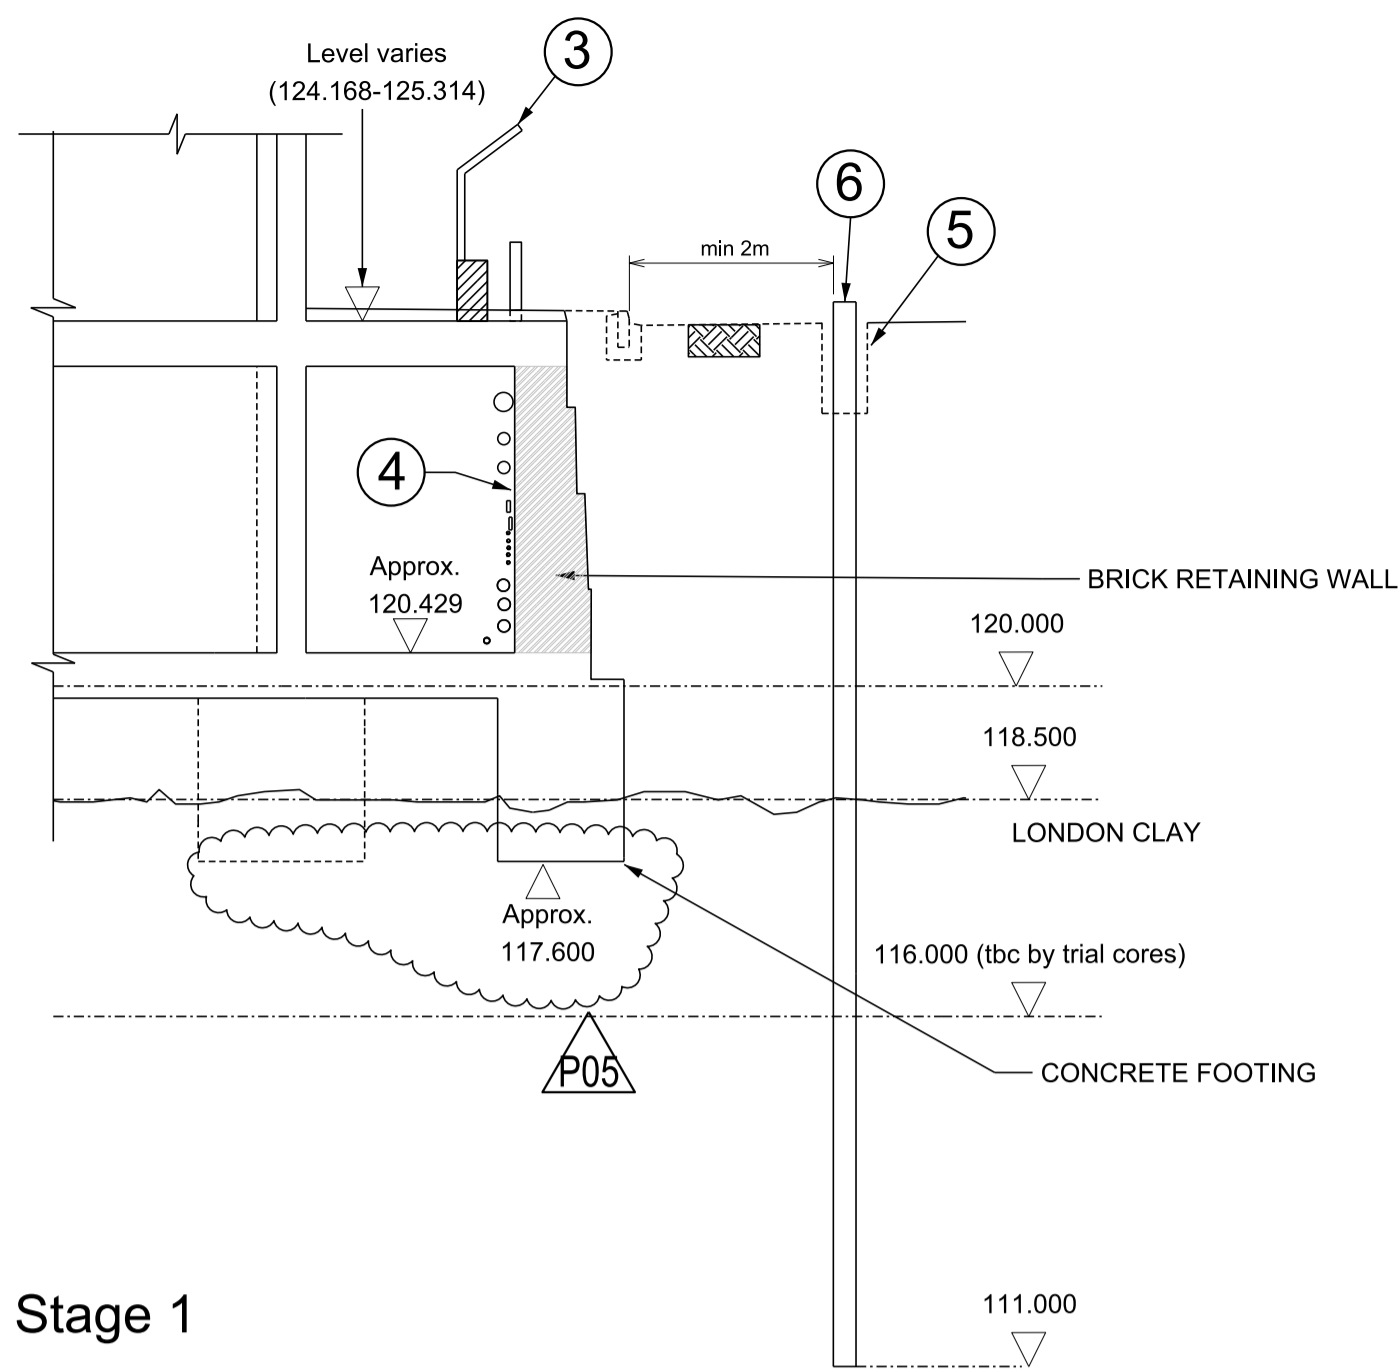 Level varies
(124.168-125.314)
3
6
5
min 2m
4
Approx.
120.429
BRICK RETAINING WALL
120.000
118.500
LONDON CLAY
Approx.
117.600
116.000 (tbc by trial cores)
P05
CONCRETE FOOTING
Stage 1
111.000